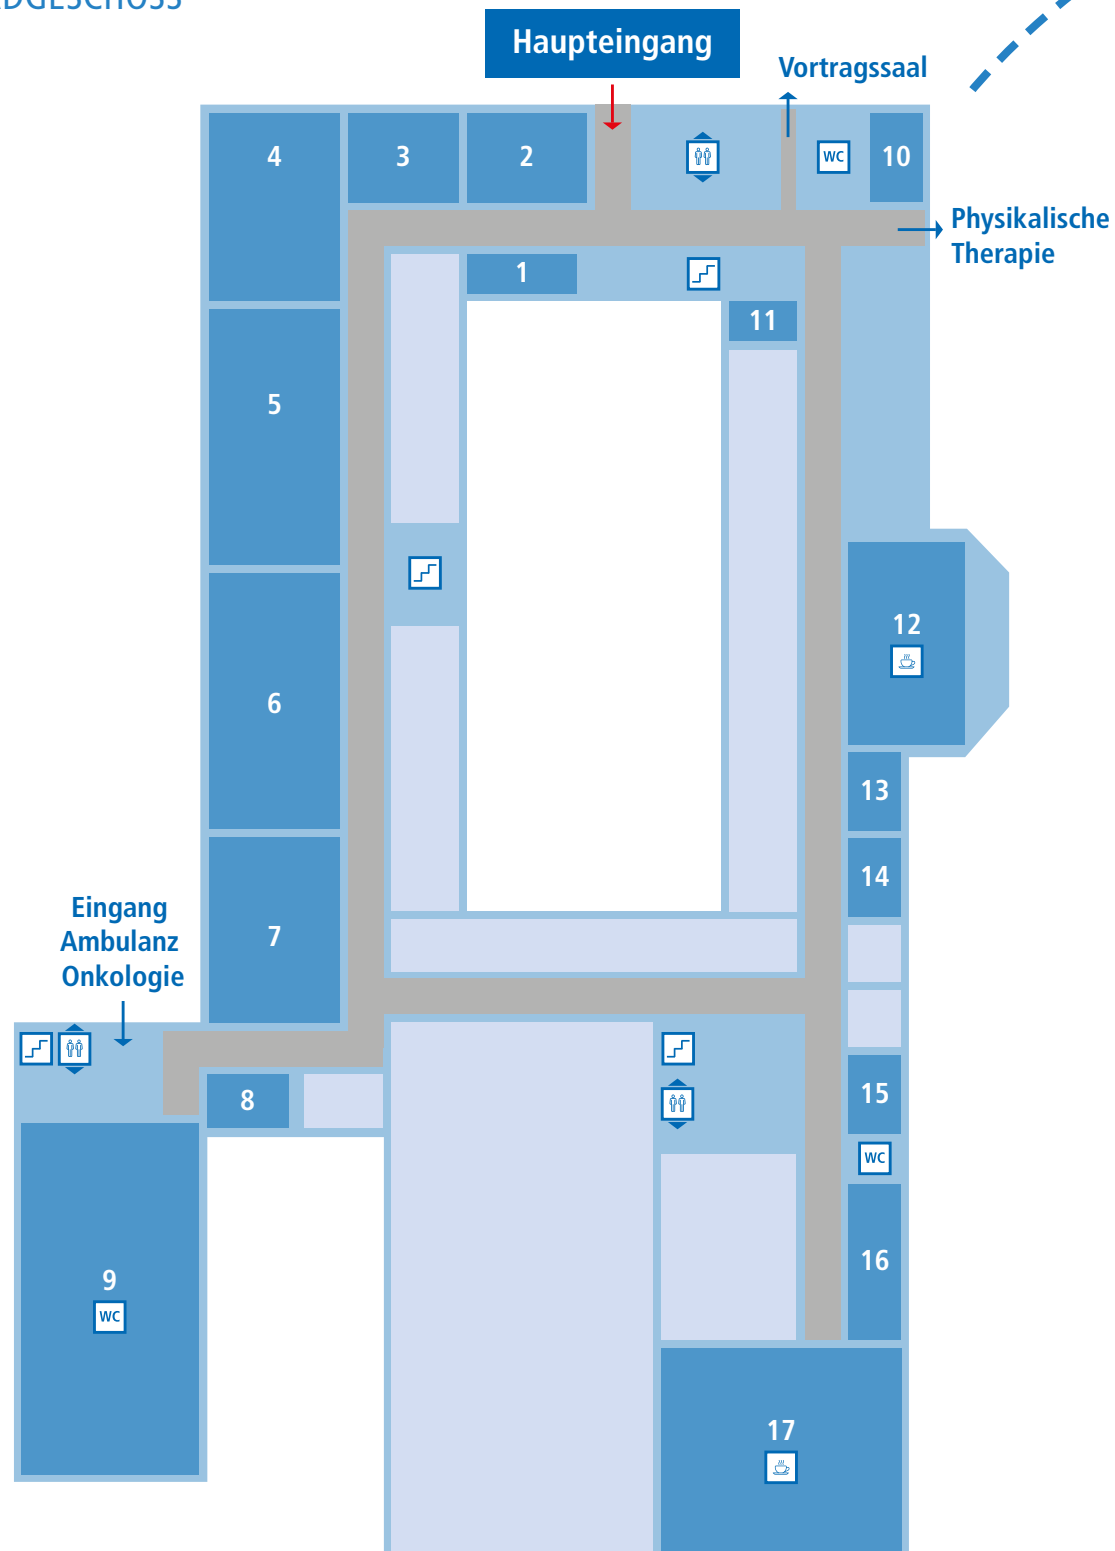 Haupteingang
Vortragssaal
4
3
2
WC
10
Physikalische
Therapie
1
11
5
12
6
13
14
Eingang
Ambulanz
Onkologie
7
8
15
WC
16
9
WC
17